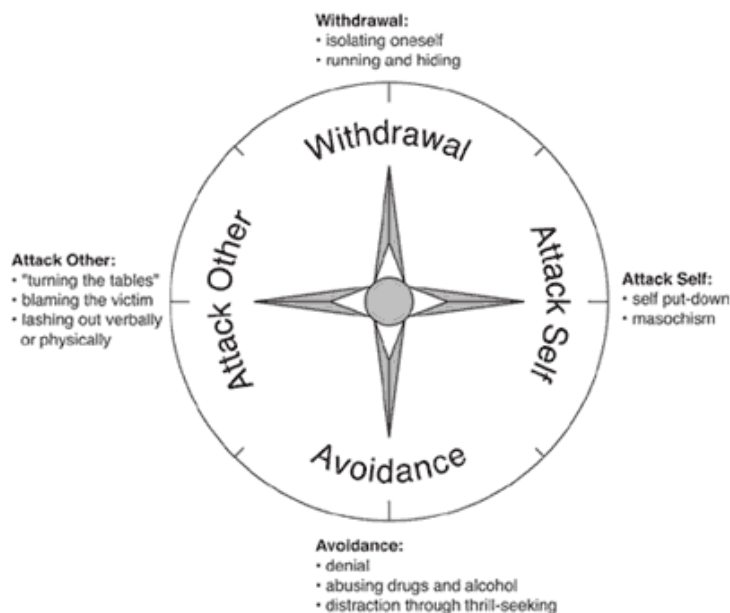 Withdrawal:
• isolating oneself
• running and hiding
Withdrawal
Attack Other:
• "turning the tables"
• blaming the victim
• lashing out verbally
or physically
Attack Other
Attack Self
Attack Self:
• self put-down
• masochism
Avoidance
Avoidance:
• denial
• abusing drugs and alcohol
• distraction through thrill-seeking